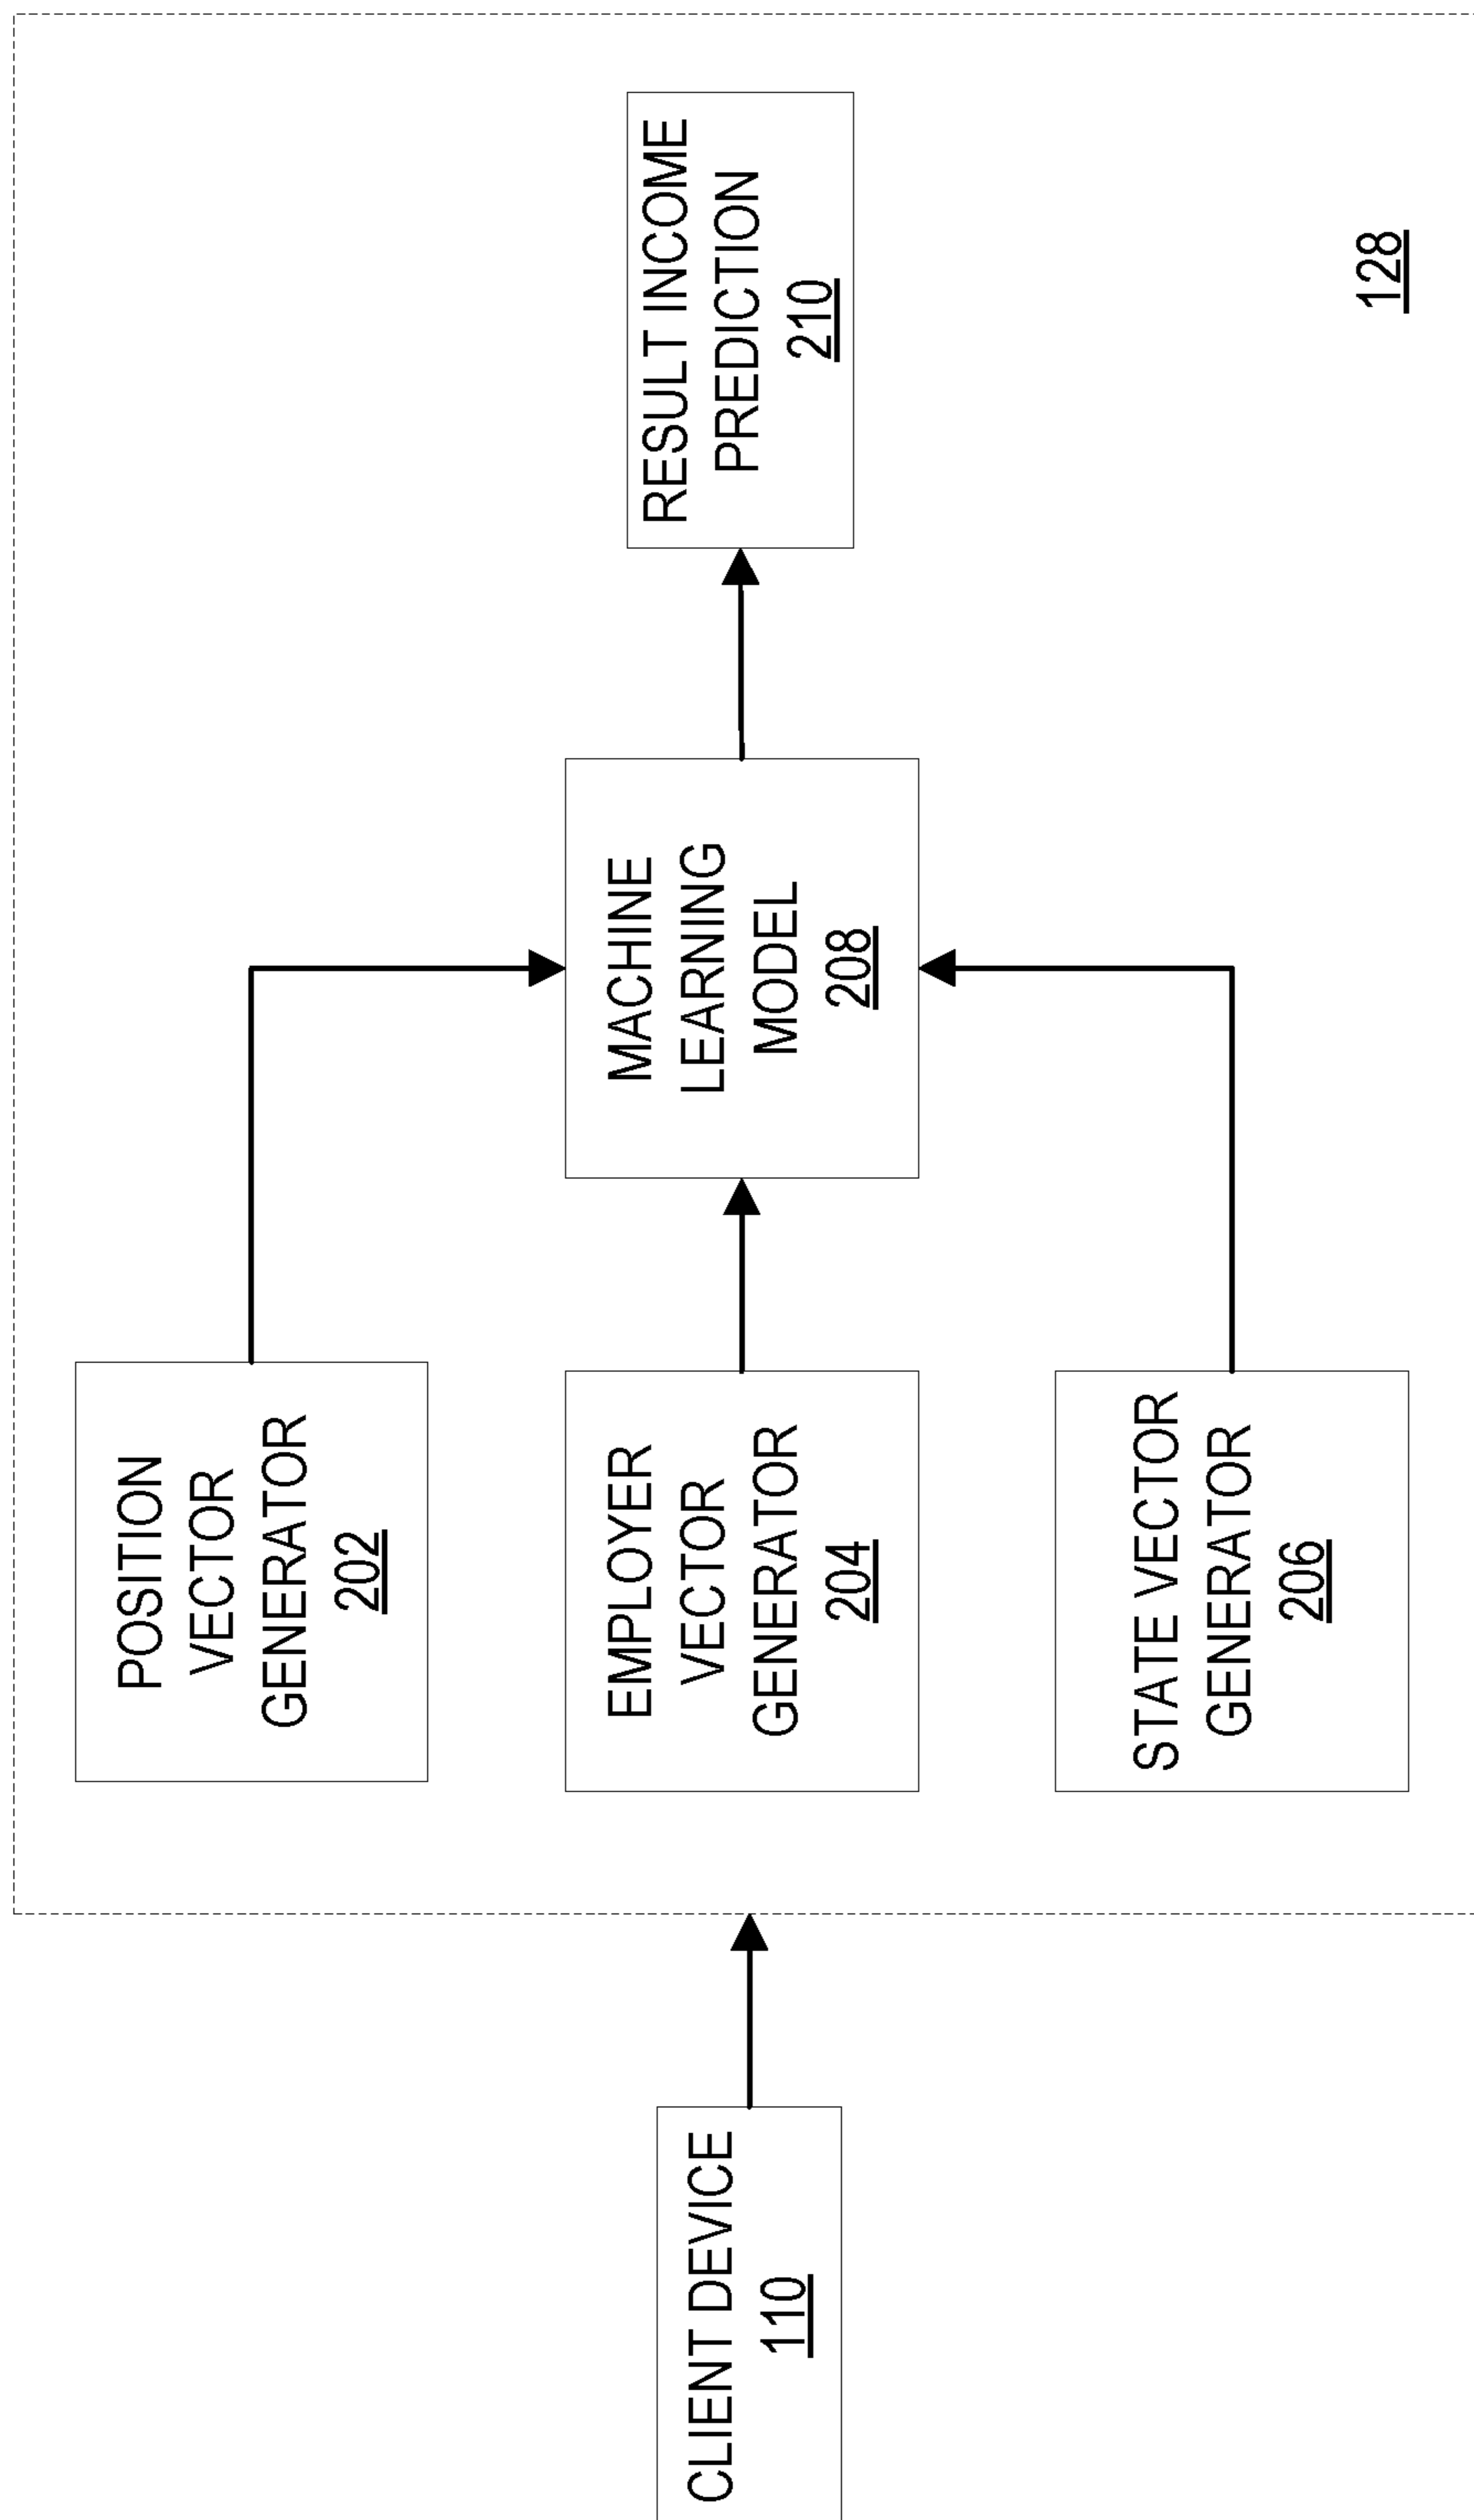 CLIENT DEVICE
110
POSITION
VECTOR
GENERATOR
202
EMPLOYER
VECTOR
GENERATOR
204
STATE VECTOR
GENERATOR
206
MACHINE
LEARNING
MODEL
208
RESULT INCOME
PREDICTION
210
128